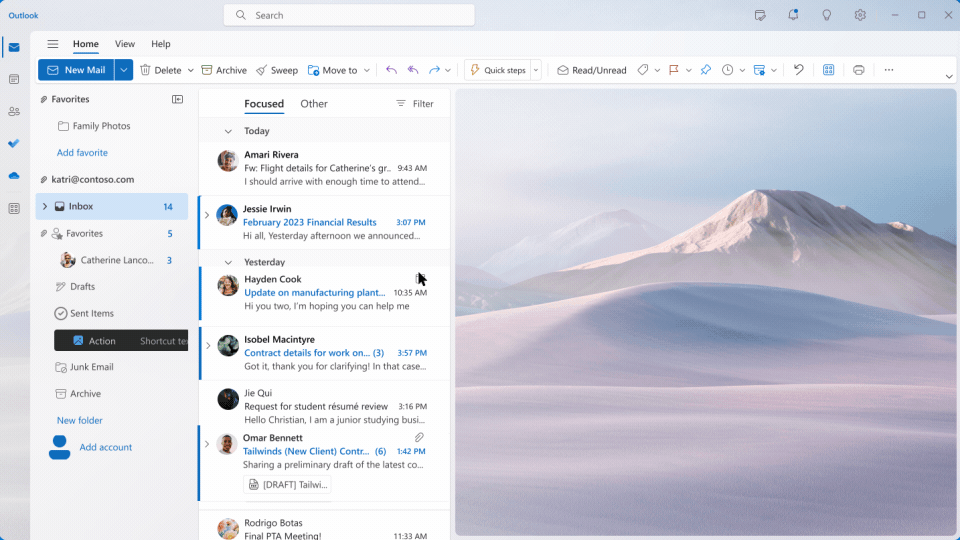 Outlook
Search
Home View Help
New Mail Delete Archive Sweep Move to Quick steps Read/Unread
Favorites
Family Photos
Add favorite
katri@contoso.com
Inbox 14
Favorites 5
Catherine Lanco... 3
Drafts
Sent Items
Action Shortcut
Junk Email
Archive
New folder
Add account
Focused Other Filter
Today
Amari Rivera
Fw: Flight details for Catherine's gr... 9:43 AM
I should arrive with enough time to attend...
Jessie Irwin
February 2023 Financial Results 3:07 PM
Hi all, Yesterday afternoon we announced...
Yesterday
Hayden Cook
Update on manufacturing plant... 10:35 AM
Hi you two, I'm hoping you can help me
Isobel Macintyre
Contract details for work on... (3) 3:57 PM
Got it, thank you for clarifying! In that case...
Jie Qui
Request for student résumé review 3:16 PM
Hello Christian, I am a junior studying busi...
Omar Bennett
Tailwinds (New Client) Contr... (6) 1:42 PM
Sharing a preliminary draft of the latest co...
[DRAFT] Tailwi...
Rodrigo Botas
Final PTA Meeting! 11:33 AM